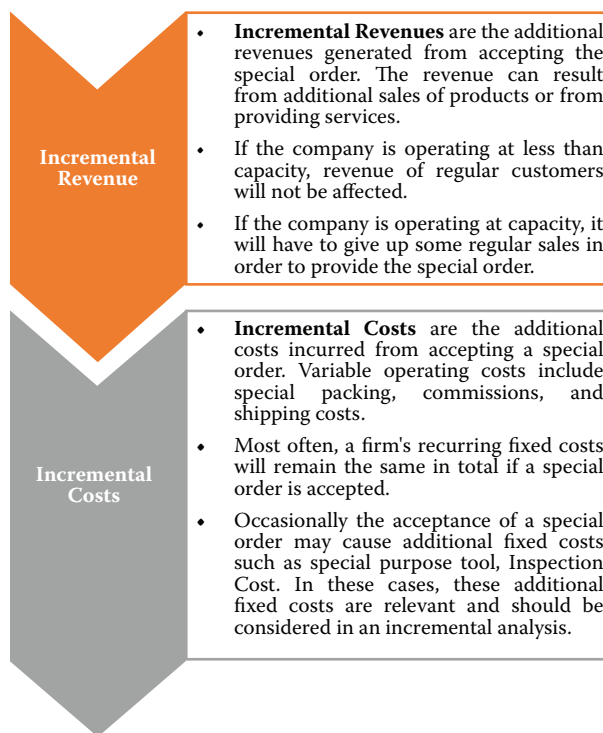 Incremental
Revenue
• Incremental Revenues are the additional
revenues generated from accepting the
special order. The revenue can result
from additional sales of products or from
providing services.
• If the company is operating at less than
capacity, revenue of regular customers
will not be affected.
• If the company is operating at capacity, it
will have to give up some regular sales in
order to provide the special order.
Incremental
Costs
• Incremental Costs are the additional
costs incurred from accepting a special
order. Variable operating costs include
special packing, commissions, and
shipping costs.
• Most often, a firm's recurring fixed costs
will remain the same in total if a special
order is accepted.
• Occasionally the acceptance of a special
order may cause additional fixed costs
such as special purpose tool, Inspection
Cost. In these cases, these additional
fixed costs are relevant and should be
considered in an incremental analysis.